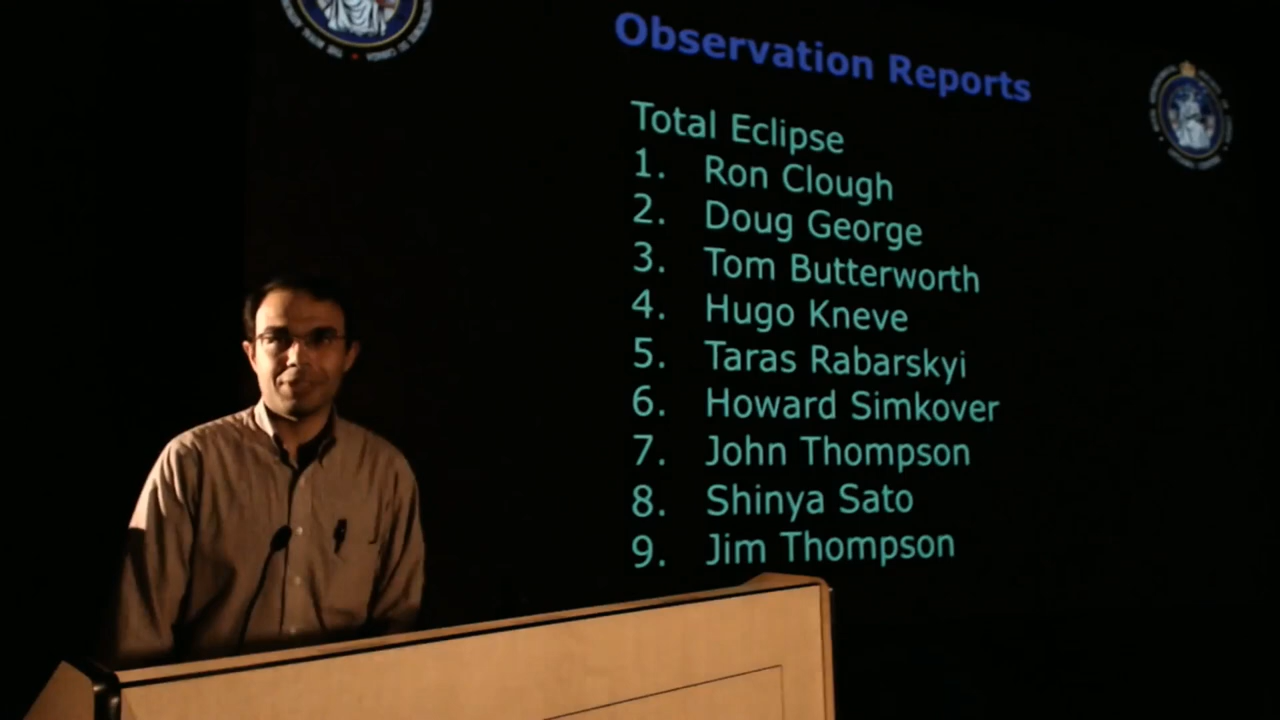 Observation Reports
Total Eclipse
1. Ron Clough
2. Doug George
3. Tom Butterworth
4. Hugo Kneve
5. Taras Rabarskyi
6. Howard Simkover
7. John Thompson
8. Shinya Sato
9. Jim Thompson